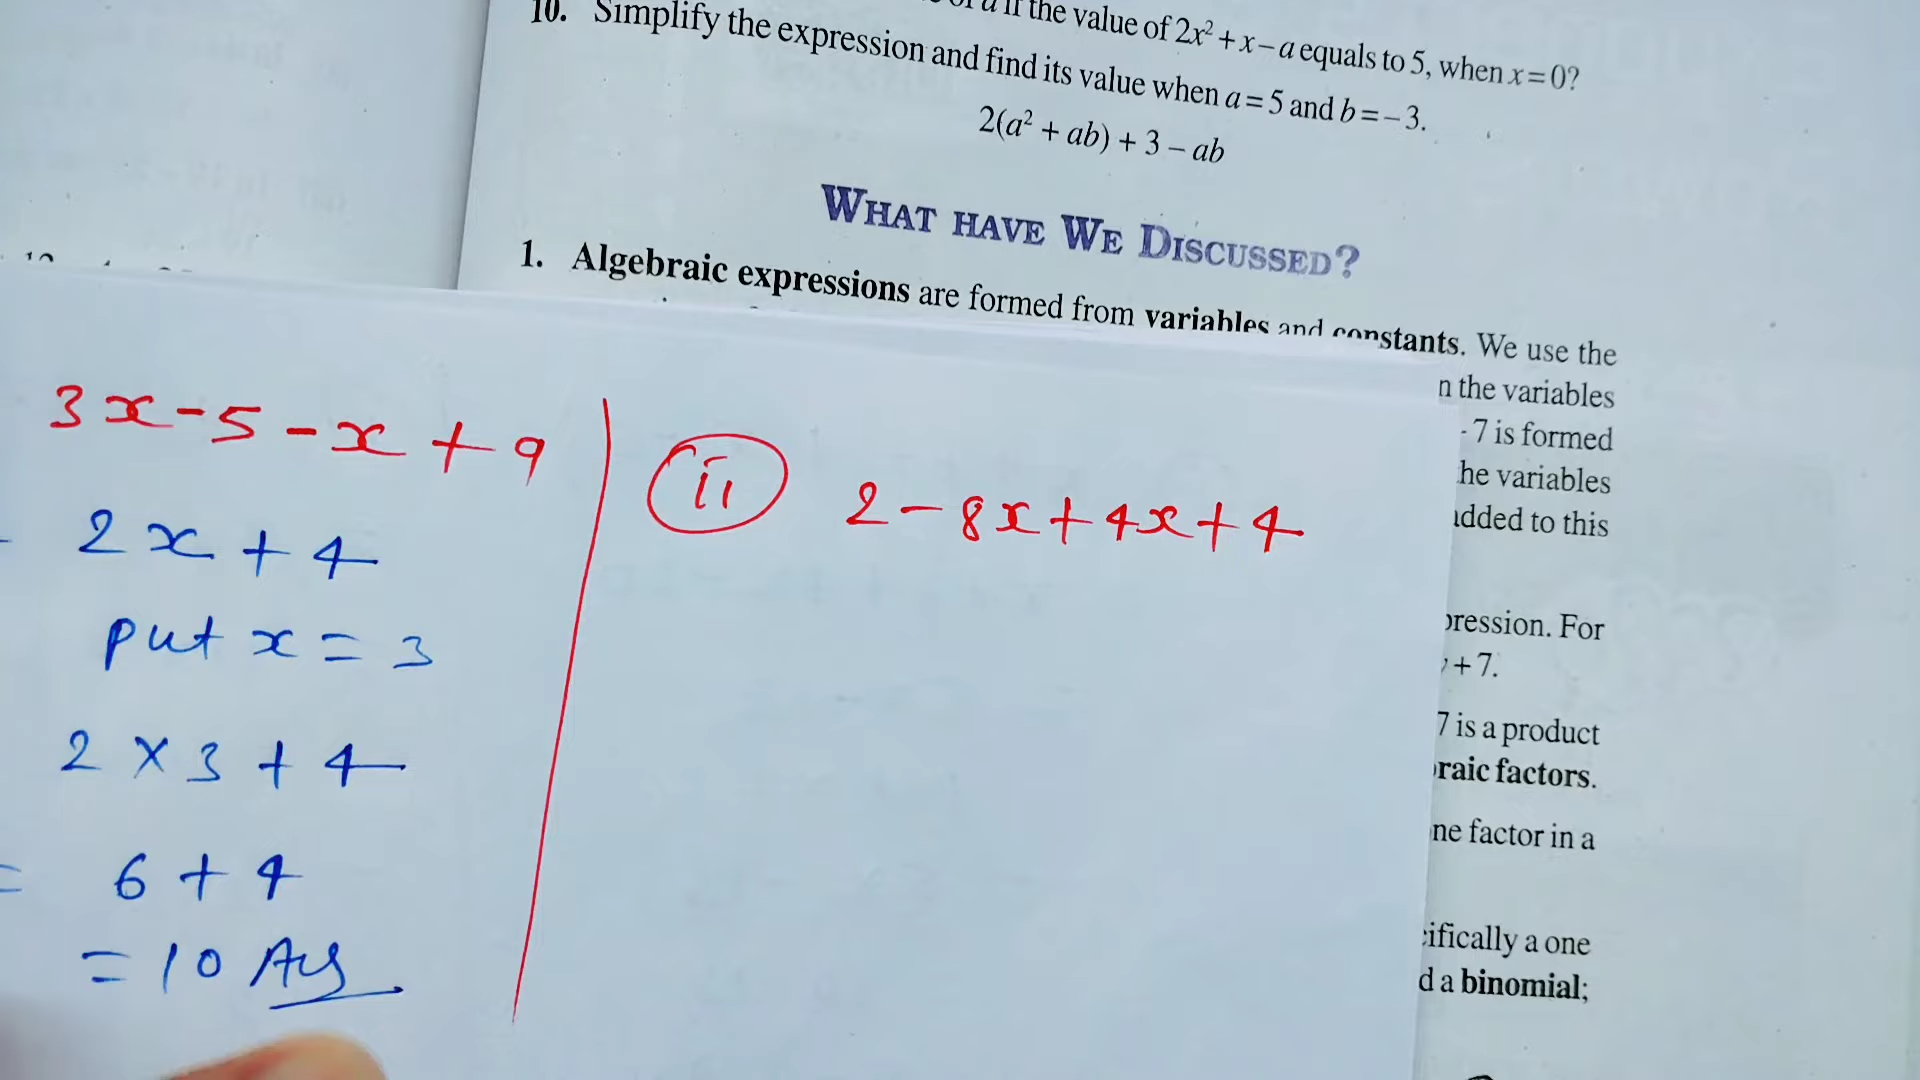 if the value of 2x² + x – a equals to 5, when x = 0?
10. Simplify the expression and find its value when a = 5 and b = – 3.
2(a² + ab) + 3 – ab
WHAT HAVE WE DISCUSSED?
1. Algebraic expressions are formed from variables and constants. We use the
n the variables
- 7 is formed
he variables
added to this
pression. For
+ 7.
7 is a product
raic factors.
ne factor in a
cifically a one
d a binomial;
3x - 5 - x + 9
2x + 4
put x = 3
2 × 3 + 4
= 6 + 4
= 10 Ans
ii 2 - 8x + 4x + 4